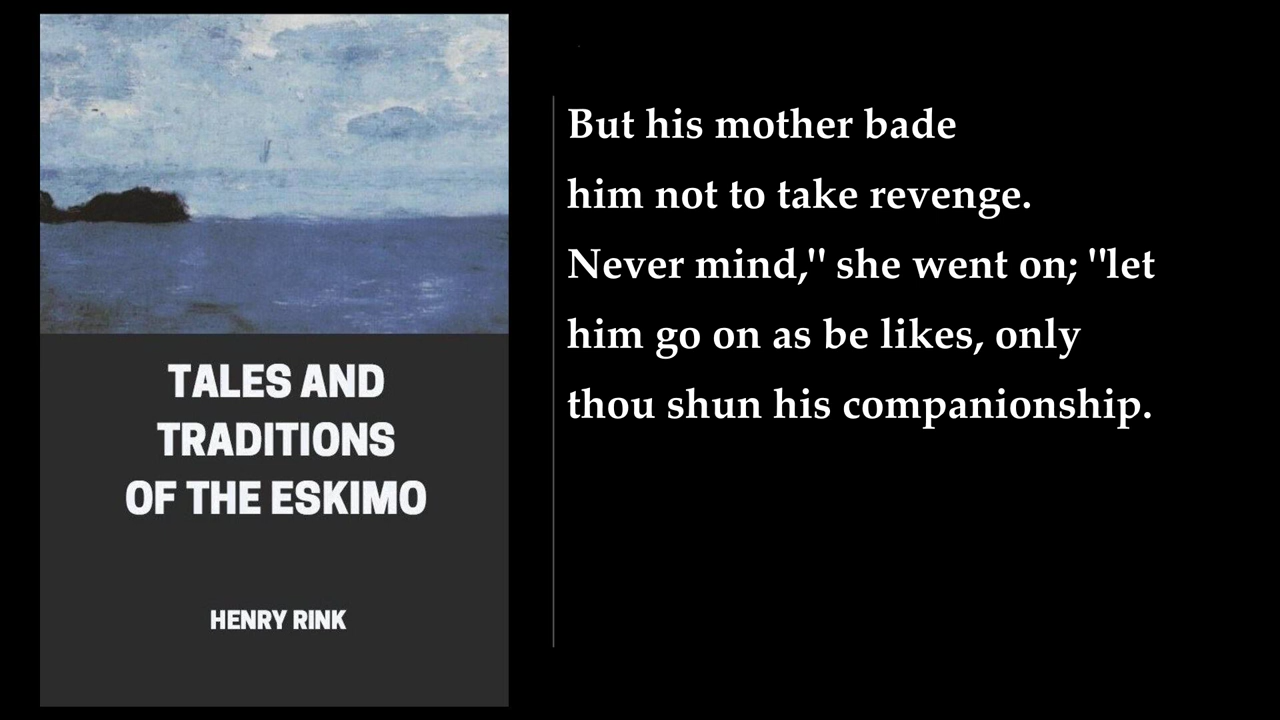 TALES AND
TRADITIONS
OF THE ESKIMO
HENRY RINK
But his mother bade
him not to take revenge.
Never mind," she went on; "let
him go on as be likes, only
thou shun his companionship.